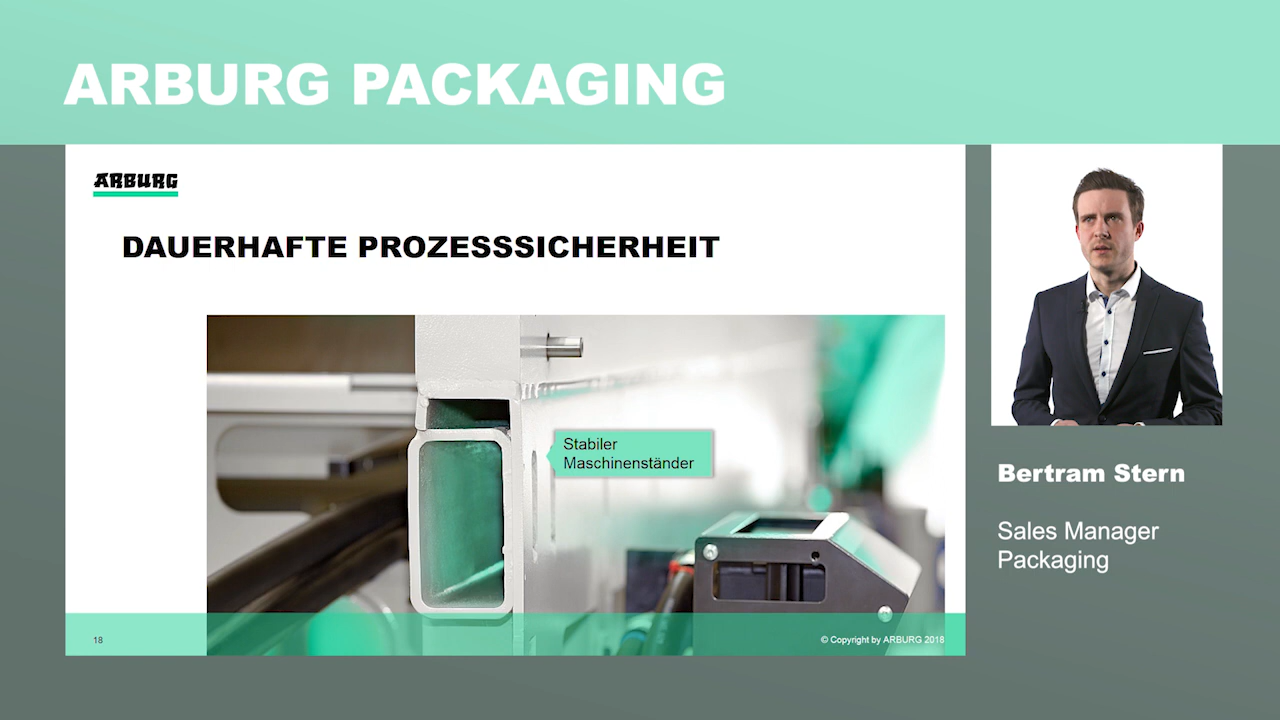 ARBURG PACKAGING
ARBURG
DAUERHAFTE PROZESSSICHERHEIT
Stabiler
Maschinenständer
18
© Copyright by ARBURG 2018
Bertram Stern
Sales Manager
Packaging